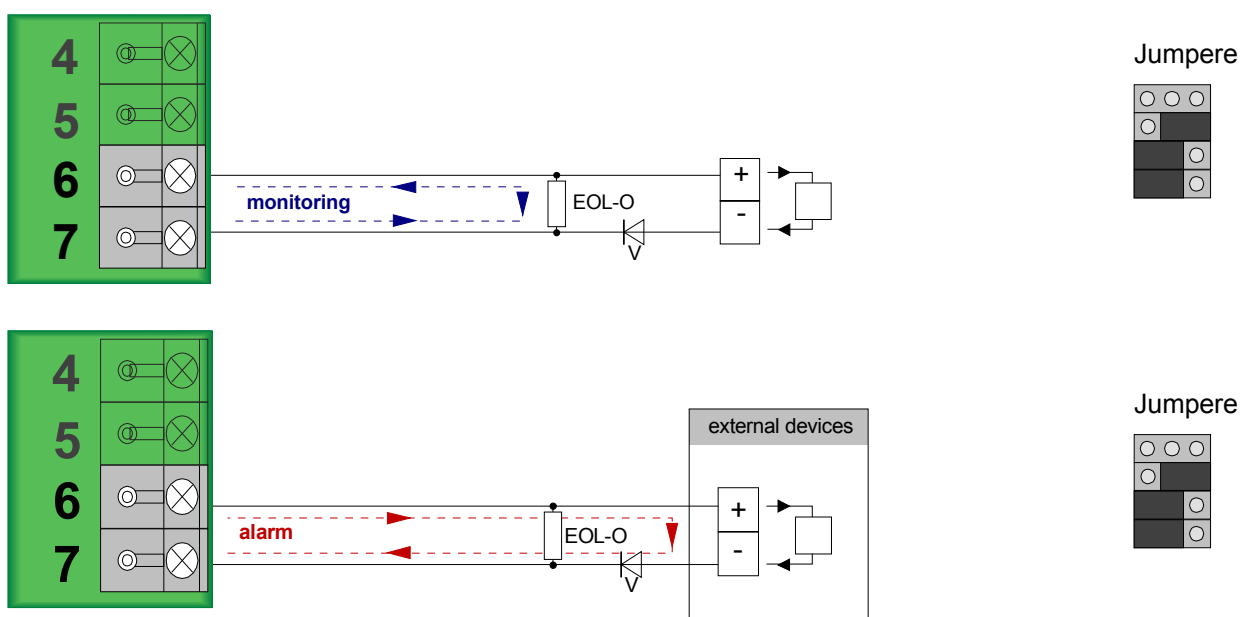 4
5
6
7
monitoring
EOL-O
V
+
-
Jumpere
4
5
6
7
alarm
EOL-O
V
external devices
+
-
Jumpere